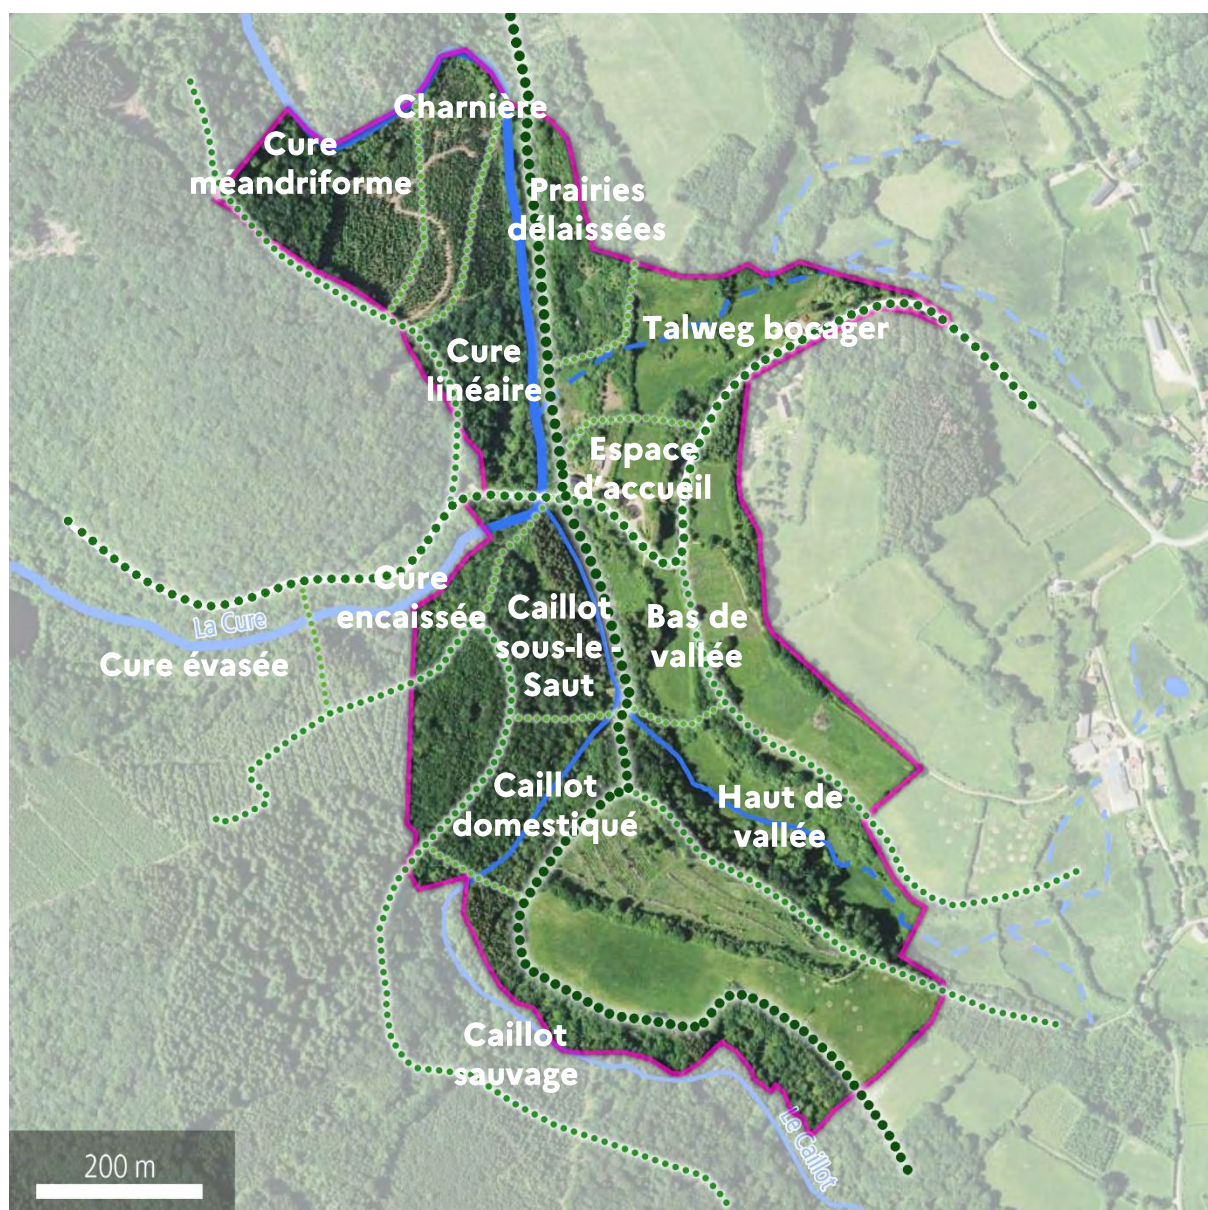 Charnière
Cure
méandriforme
Prairies
délaissées
Talweg bocager
Cure
linéaire
Espace
d'accueil
Cure
encaissée
La Cure
Cure évasée
Caillot
sous-le-
Saut
Bas de
vallée
Caillot
domestiqué
Haut de
vallée
Caillot
sauvage
Le Caillot
200 m